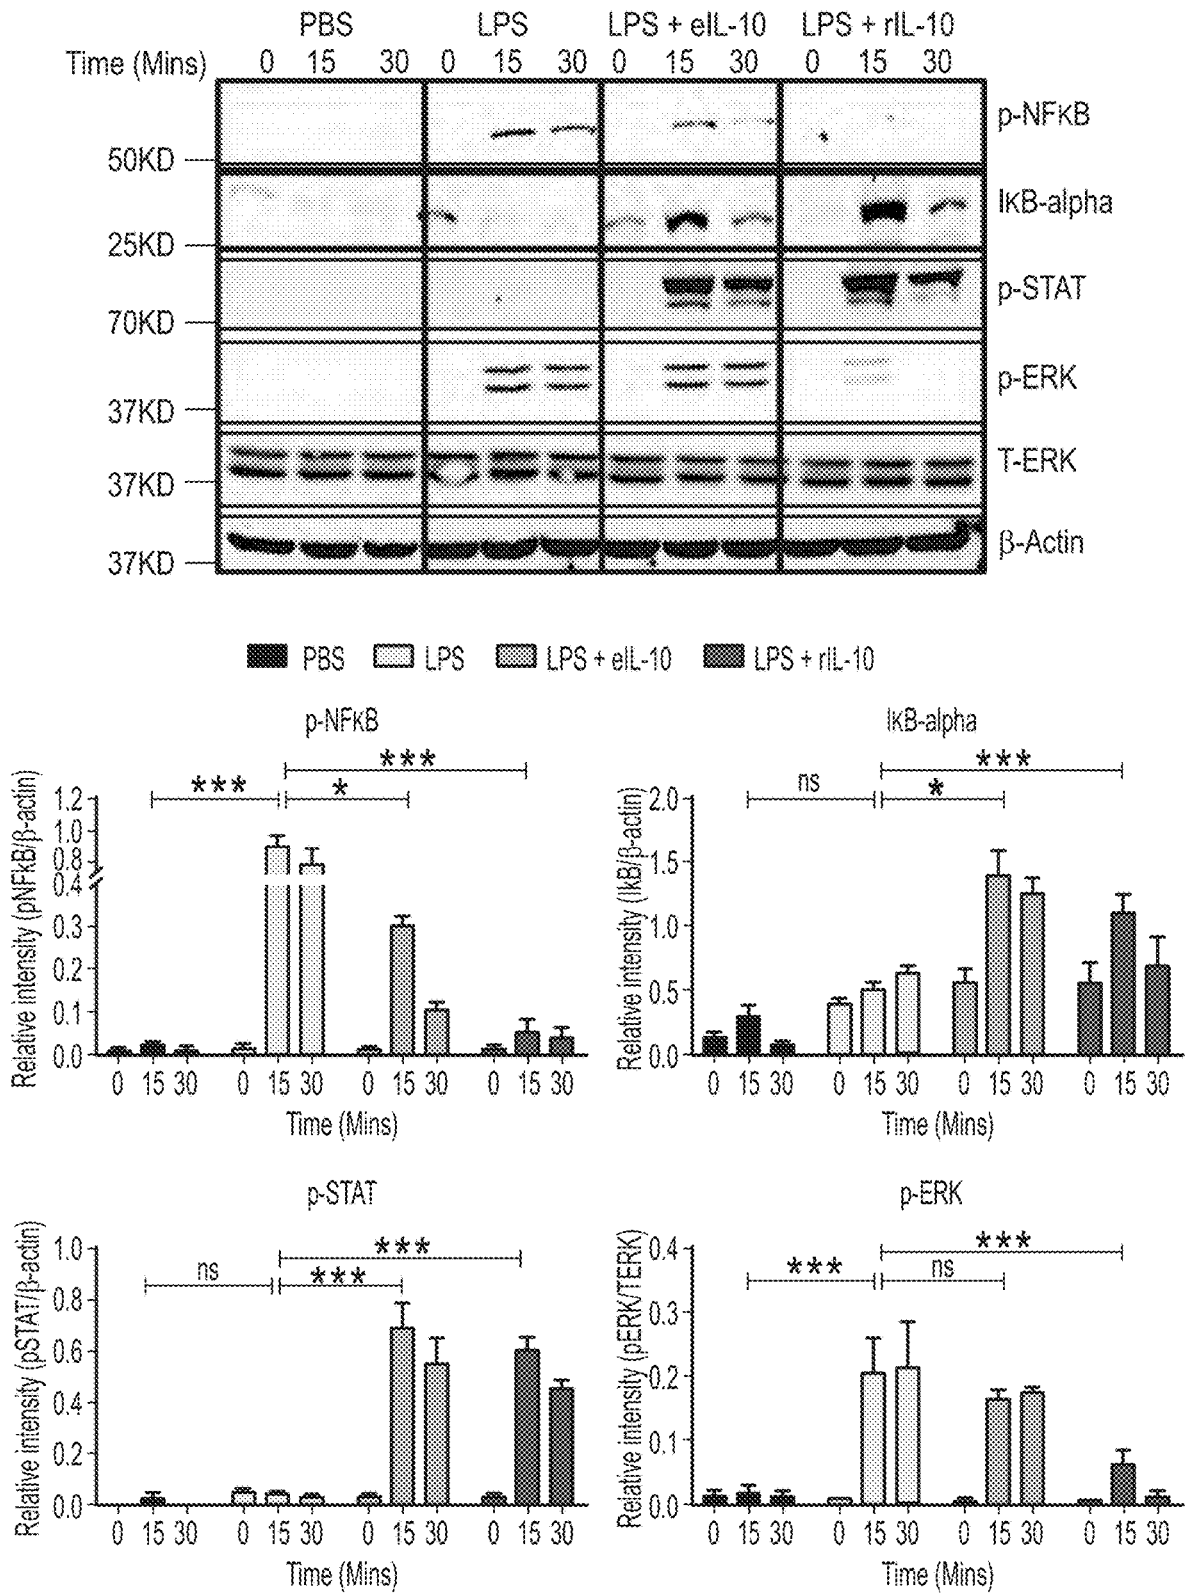 PBS LPS LPS + eIL-10 LPS + rIL-10
Time (Mins) 0 15 30 0 15 30 0 15 30 0 15 30
p-NFκB
50KD
IκB-alpha
25KD
p-STAT
70KD
p-ERK
37KD
T-ERK
37KD
β-Actin
37KD
PBS LPS LPS + eIL-10 LPS + rIL-10
p-NFκB
Relative intensity (pNFκB/β-actin)
*** * ***
1.2
1.0
0.8
0.4
0.3
0.2
0.1
0.0
0 15 30 0 15 30 0 15 30 0 15 30
Time (Mins)
IκB-alpha
Relative intensity (IκB/β-actin)
ns * ***
2.0
1.5
1.0
0.5
0.0
0 15 30 0 15 30 0 15 30 0 15 30
Time (Mins)
p-STAT
Relative intensity (pSTAT/β-actin)
ns *** ***
1.0
0.8
0.6
0.4
0.2
0.0
0 15 30 0 15 30 0 15 30 0 15 30
Time (Mins)
p-ERK
Relative intensity (pERK/TERK)
*** ns ***
0.4
0.3
0.2
0.1
0.0
0 15 30 0 15 30 0 15 30 0 15 30
Time (Mins)